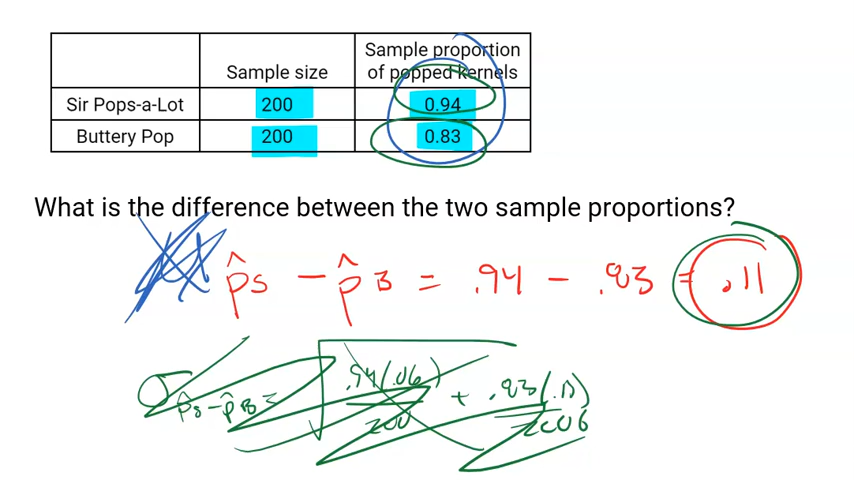 Sample size Sample proportion of popped kernels
Sir Pops-a-Lot 200 0.94
Buttery Pop 200 0.83
What is the difference between the two sample proportions?
p̂s - p̂B = .94 - .83 = .11
σp̂s-p̂B = √ .94(.06)/200 + .83(.17)/200